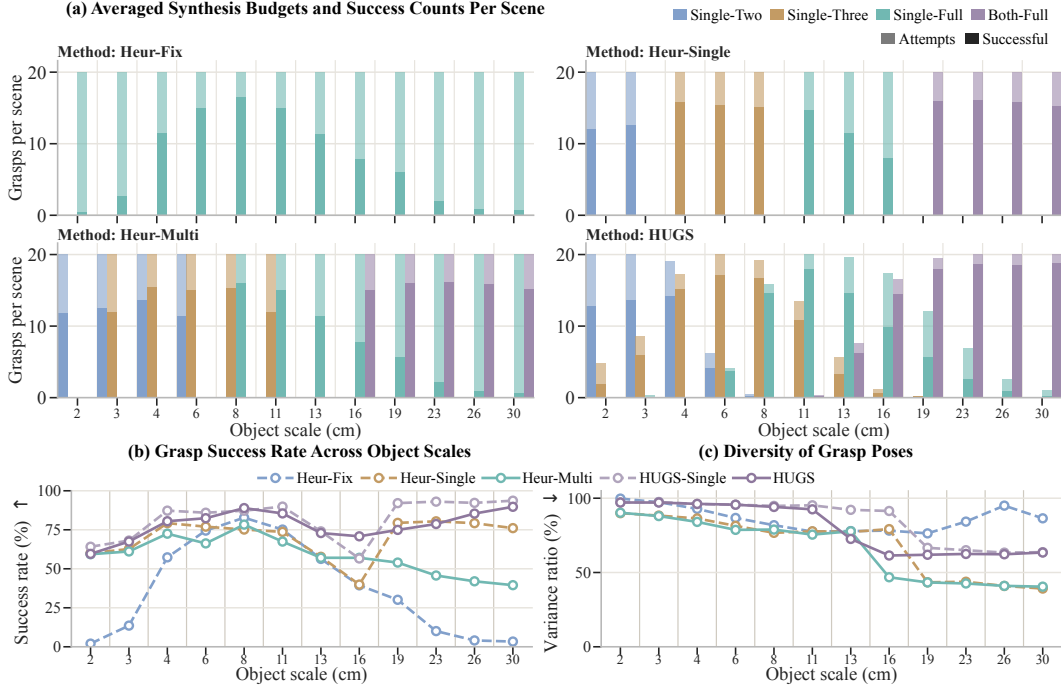 (a) Averaged Synthesis Budgets and Success Counts Per Scene
Single-Two Single-Three Single-Full Both-Full
Attempts Successful
Method: Heur-Fix
Method: Heur-Single
Grasps per scene
20
10
0
20
10
0
Method: Heur-Multi
Method: HUGS
Grasps per scene
20
10
0
20
10
0
2 3 4 6 8 11 13 16 19 23 26 30
2 3 4 6 8 11 13 16 19 23 26 30
Object scale (cm)
Object scale (cm)
(b) Grasp Success Rate Across Object Scales
(c) Diversity of Grasp Poses
Heur-Fix Heur-Single Heur-Multi HUGS-Single HUGS
Success rate (%) ↑
100
75
50
25
0
2 3 4 6 8 11 13 16 19 23 26 30
Object scale (cm)
Variance ratio (%) ↓
100
50
0
2 3 4 6 8 11 13 16 19 23 26 30
Object scale (cm)